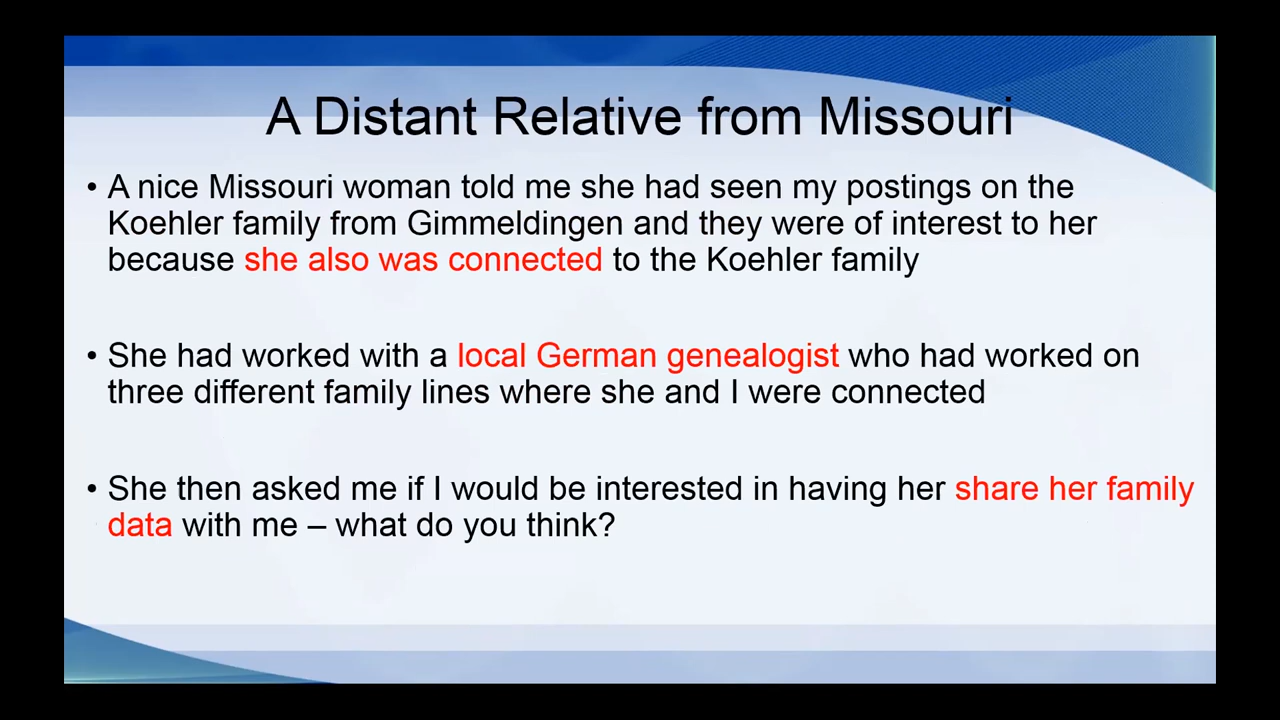 A Distant Relative from Missouri
• A nice Missouri woman told me she had seen my postings on the
Koehler family from Gimmeldingen and they were of interest to her
because she also was connected to the Koehler family
• She had worked with a local German genealogist who had worked on
three different family lines where she and I were connected
• She then asked me if I would be interested in having her share her family
data with me – what do you think?